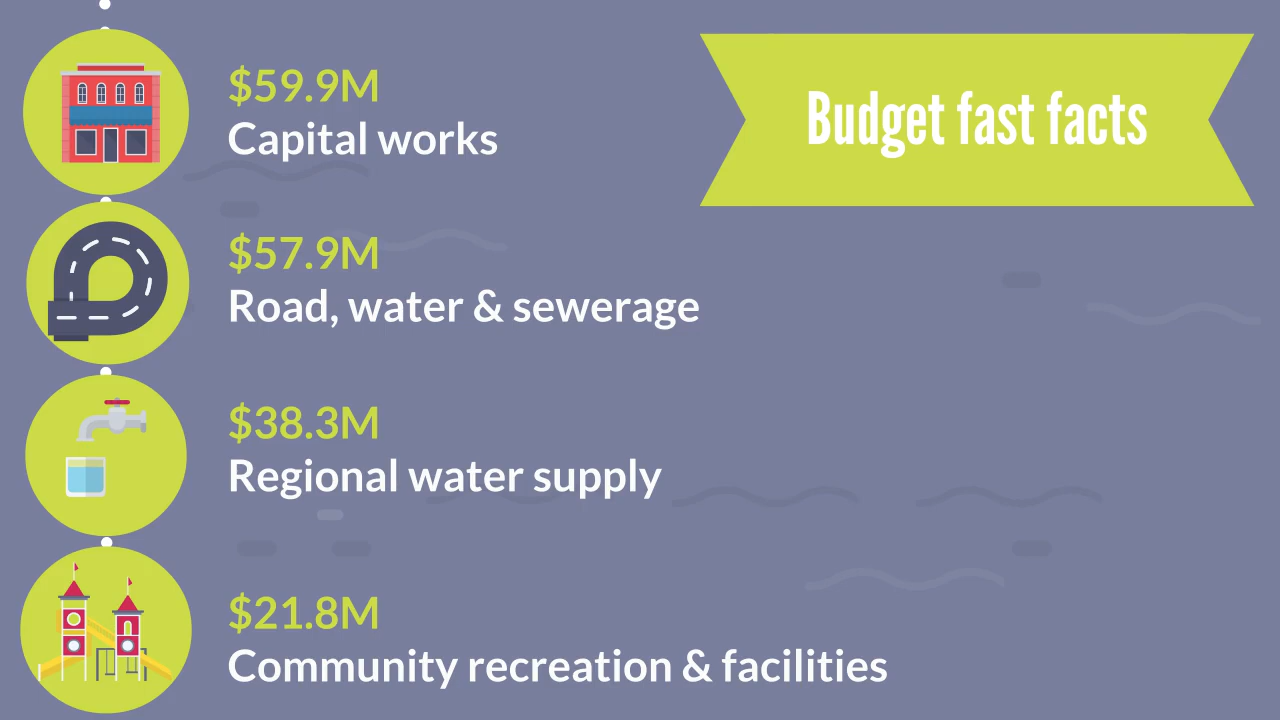 Budget fast facts
$59.9M
Capital works
$57.9M
Road, water & sewerage
$38.3M
Regional water supply
$21.8M
Community recreation & facilities